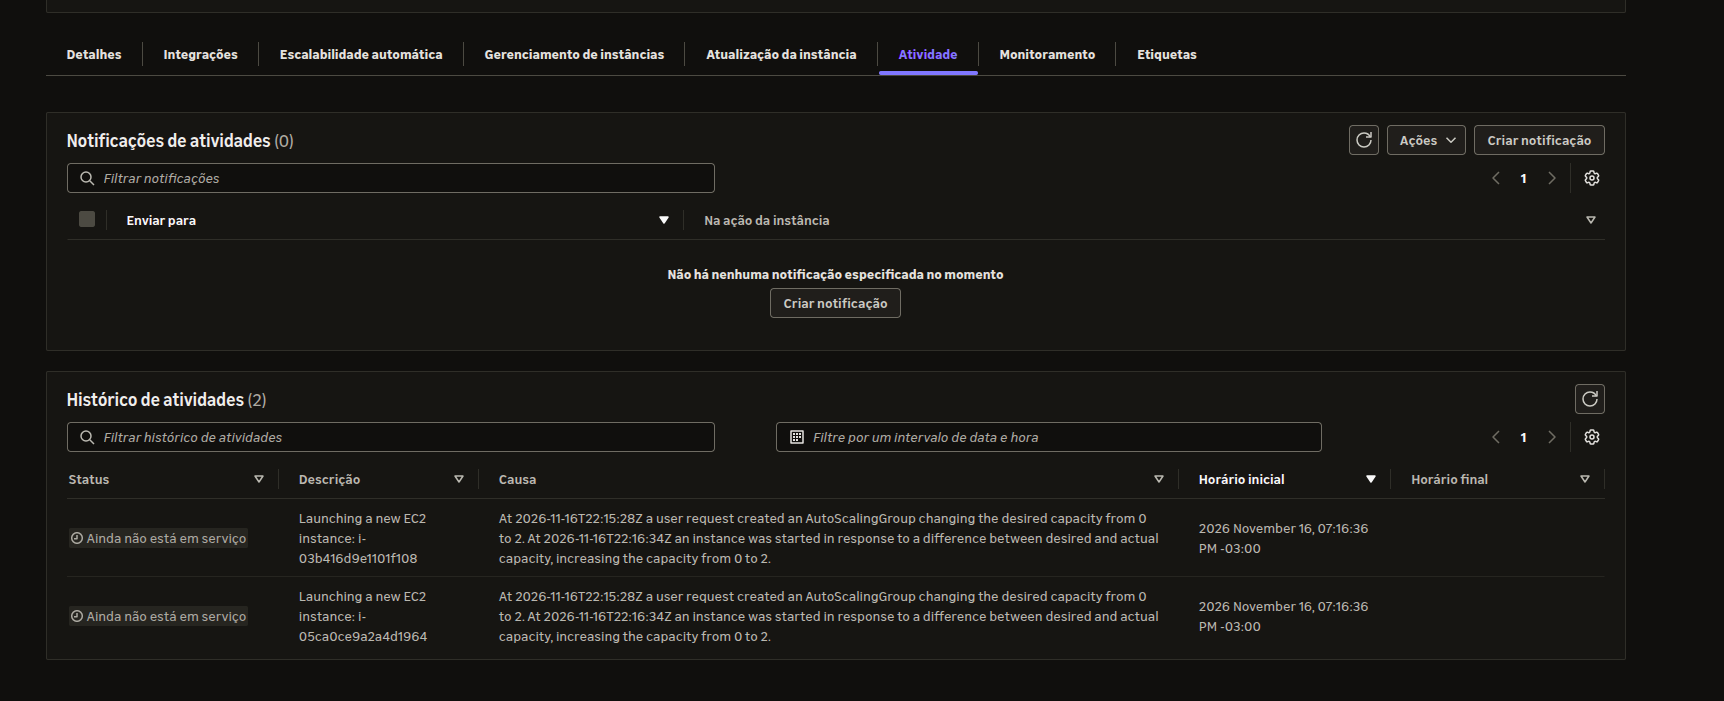 Detalhes Integrações Escalabilidade automática Gerenciamento de instâncias Atualização da instância Atividade Monitoramento Etiquetas
Notificações de atividades (0)
Ações Criar notificação
Filtrar notificações
1
Enviar para Na ação da instância
Não há nenhuma notificação especificada no momento
Criar notificação
Histórico de atividades (2)
Filtrar histórico de atividades Filtre por um intervalo de data e hora 1
Status Descrição Causa Horário inicial Horário final
Ainda não está em serviço
Launching a new EC2
instance: i-
03b416d9e1101f108
At 2026-11-16T22:15:28Z a user request created an AutoScalingGroup changing the desired capacity from 0
to 2. At 2026-11-16T22:16:34Z an instance was started in response to a difference between desired and actual
capacity, increasing the capacity from 0 to 2.
2026 November 16, 07:16:36
PM -03:00
Ainda não está em serviço
Launching a new EC2
instance: i-
05ca0ce9a2a4d1964
At 2026-11-16T22:15:28Z a user request created an AutoScalingGroup changing the desired capacity from 0
to 2. At 2026-11-16T22:16:34Z an instance was started in response to a difference between desired and actual
capacity, increasing the capacity from 0 to 2.
2026 November 16, 07:16:36
PM -03:00